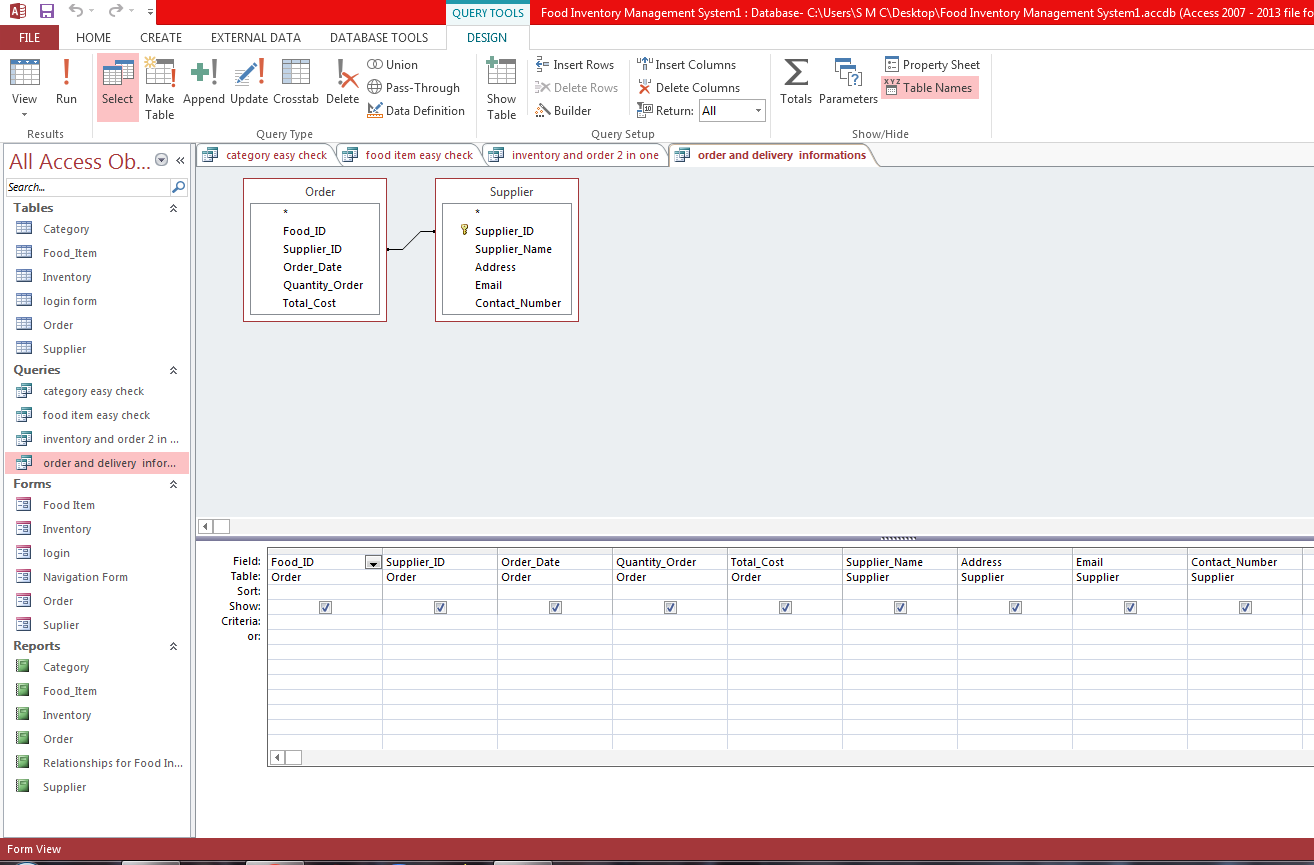 QUERY TOOLS
Food Inventory Management System1 : Database- C:\Users\S M C\Desktop\Food Inventory Management System1.accdb (Access 2007 - 2013 file fo
FILE HOME CREATE EXTERNAL DATA DATABASE TOOLS DESIGN
View
Run
Results
Select
Make Table
Append
Update
Crosstab
Delete
Union
Pass-Through
Data Definition
Query Type
Show Table
Insert Rows
Delete Rows
Builder
Insert Columns
Delete Columns
Return: All
Query Setup
Totals
Parameters
XYZ
Property Sheet
Table Names
Show/Hide
All Access Ob...
Search...
Tables
Category
Food_Item
Inventory
login form
Order
Supplier
Queries
category easy check
food item easy check
inventory and order 2 in ...
order and delivery infor...
Forms
Food Item
Inventory
login
Navigation Form
Order
Suplier
Reports
Category
Food_Item
Inventory
Order
Relationships for Food In...
Supplier
category easy check
food item easy check
inventory and order 2 in one
order and delivery informations
Order
*
Food_ID
Supplier_ID
Order_Date
Quantity_Order
Total_Cost
Supplier
*
Supplier_ID
Supplier_Name
Address
Email
Contact_Number
Field: Food_ID Supplier_ID Order_Date Quantity_Order Total_Cost Supplier_Name Address Email Contact_Number
Table: Order Order Order Order Order Supplier Supplier Supplier Supplier
Sort:
Show:
Criteria:
or:
Form View